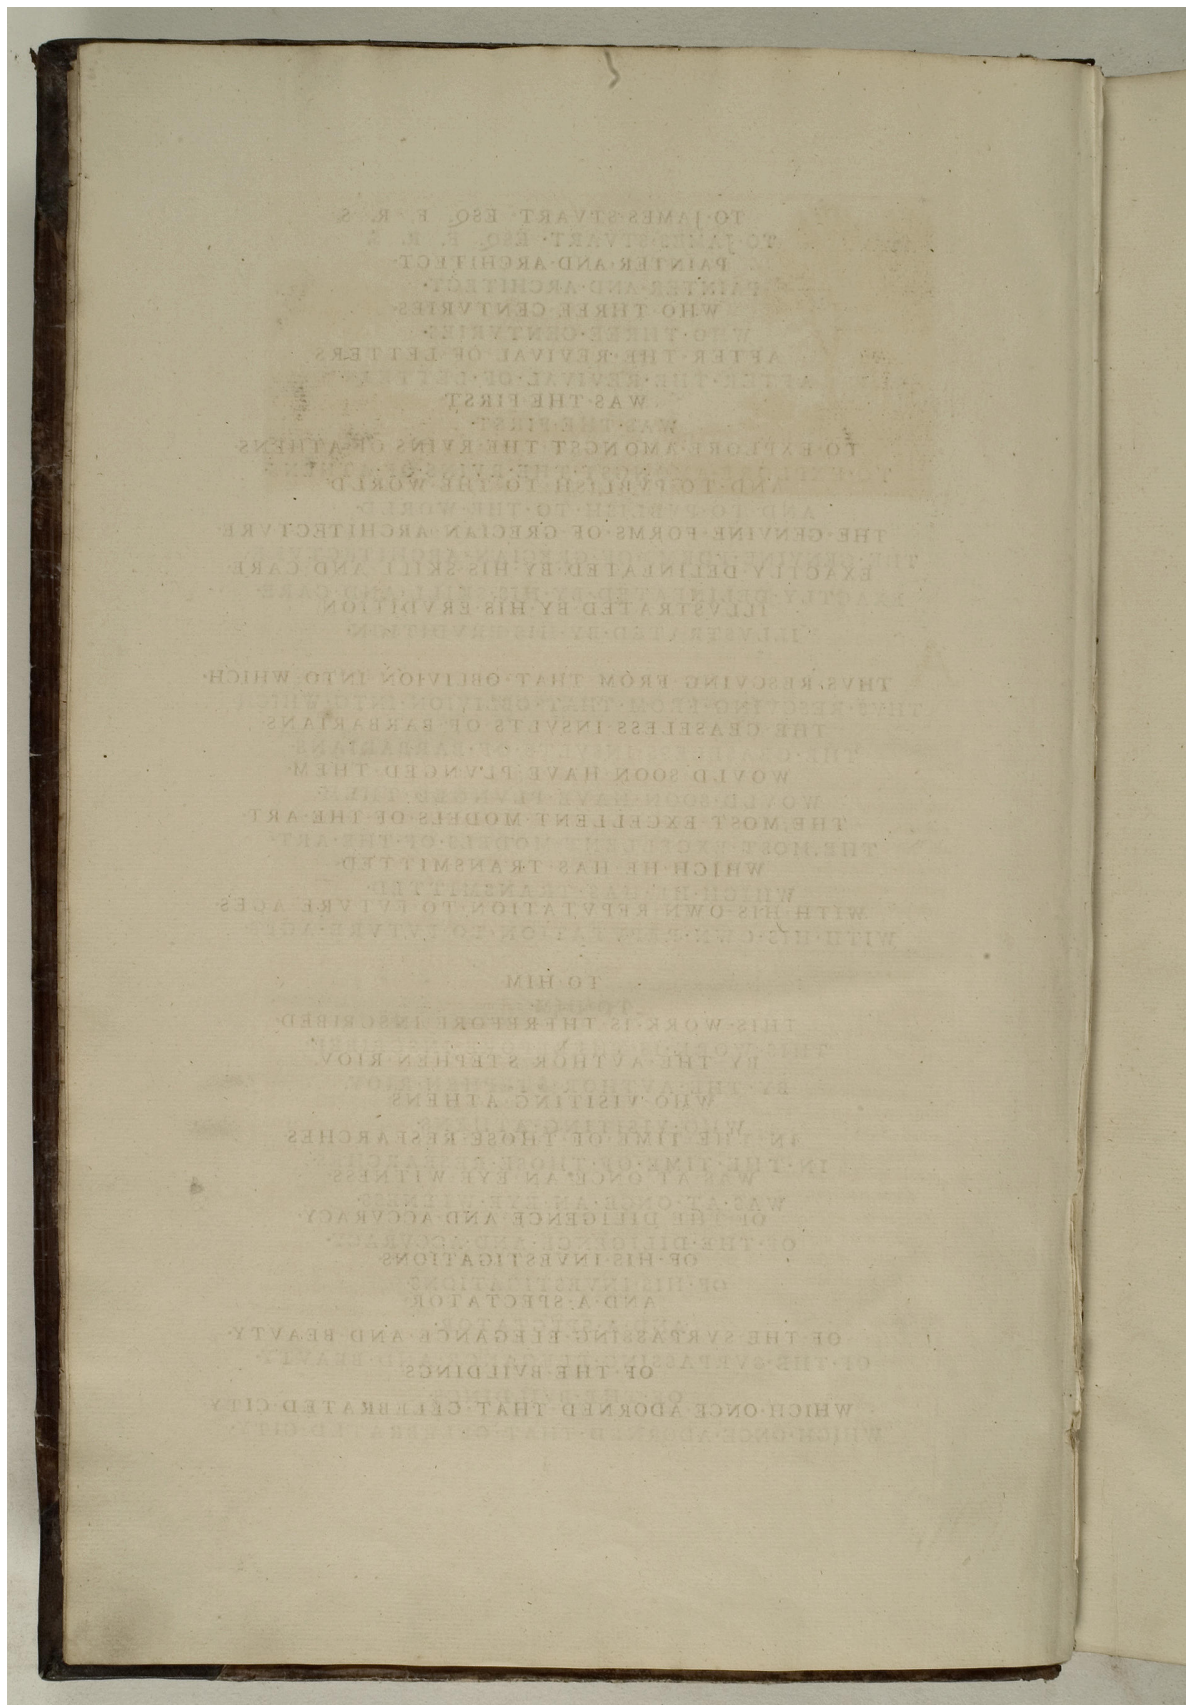 TO·JAMES·STVART· ESQ. F. R. S.
PAINTER·AND·ARCHITECT·
WHO·THREE·CENTVRIES·
AFTER·THE·REVIVAL·OF·LETTERS
WAS·THE·FIRST·
TO·EXPLORE·AMONGST·THE·RVINS·OF·ATHENS·
AND·TO·PVBLISH·TO·THE·WORLD·
THE·GENVINE·FORMS·OF·GRECIAN·ARCHITECTVRE·
EXACTLY·DELINEATED·BY·HIS·SKILL·AND·CARE·
ILLVSTRATED·BY·HIS·ERVDITION·
THVS·RESCVING·FROM·THAT·OBLIVION·INTO·WHICH·
THE·CEASELESS·INSVLTS·OF·BARBARIANS·
WOVLD·SOON·HAVE·PLVNGED·THEM·
THE·MOST·EXCELLENT·MODELS·OF·THE·ART·
WHICH·HE·HAS·TRANSMITTED·
WITH·HIS·OWN·REPVTATION·TO·FVTVRE·AGES·
TO·HIM
THIS·WORK·IS·THEREFORE·INSCRIBED·
BY·THE·AVTHOR·STEPHEN·RIOV.
WHO·VISITING·ATHENS
IN·THE·TIME·OF·THOSE·RESEARCHES
WAS·AT·ONCE·AN·EYE·WITNESS·
OF·THE·DILIGENCE·AND·ACCVRACY·
OF·HIS·INVESTIGATIONS
AND·A·SPECTATOR
OF·THE·SVRPASSING·ELEGANCE·AND·BEAVTY·
OF·THE·BVILDINGS
WHICH·ONCE·ADORNED·THAT·CELEBRATED·CITY·